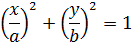 (x/a)² + (y/b)² = 1